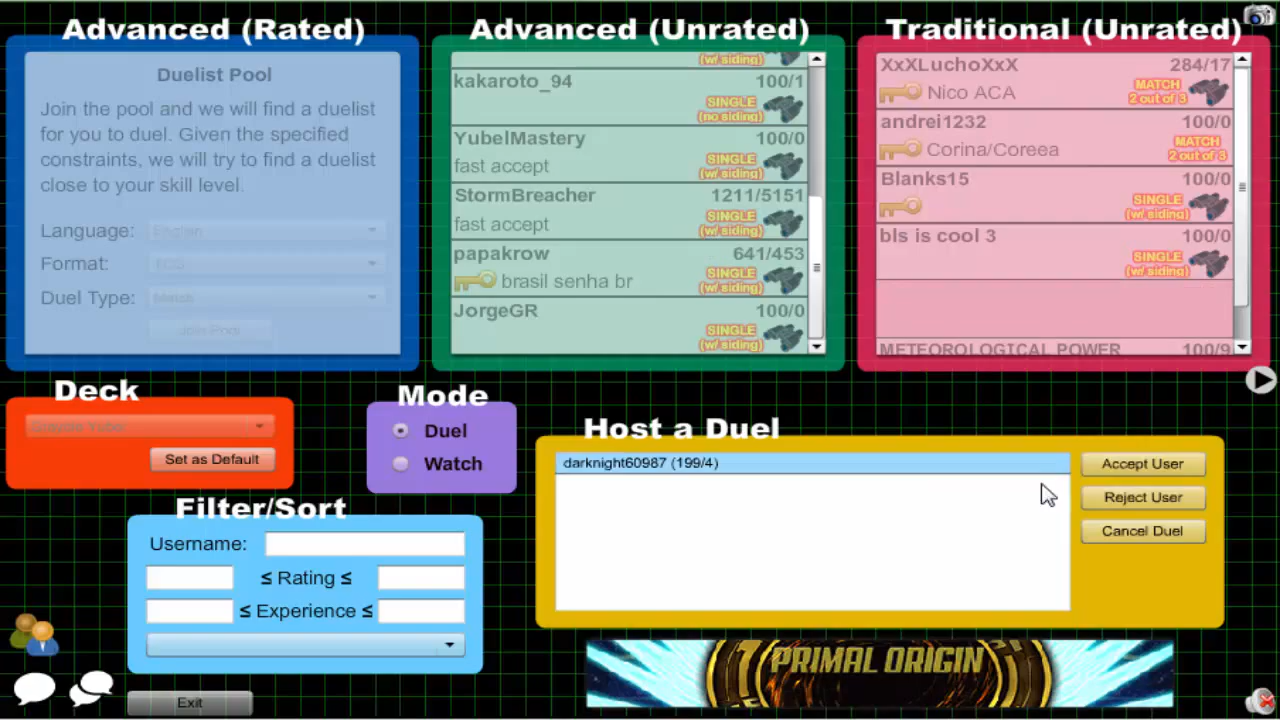 Advanced (Rated)
Duelist Pool
Join the pool and we will find a duelist
for you to duel. Given the specified
constraints, we will try to find a duelist
close to your skill level.
Language: English
Format: TCG
Duel Type: Match
Join Pool
Advanced (Unrated)
(w/ siding)
kakaroto_94 100/1
SINGLE
(no siding)
YubelMastery 100/0
fast accept SINGLE
(w/ siding)
StormBreacher 1211/5151
fast accept SINGLE
(w/ siding)
papakrow 641/453
brasil senha br SINGLE
(w/ siding)
JorgeGR 100/0
SINGLE
(w/ siding)
Traditional (Unrated)
XxXLuchoXxX 284/17
Nico ACA MATCH
2 out of 3
andrei1232 100/0
Corina/Coreea MATCH
2 out of 3
Blanks15 100/0
SINGLE
(w/ siding)
bls is cool 3 100/0
SINGLE
(w/ siding)
METEOROLOGICAL POWER 100/9
Deck
Yubel
Set as Default
Mode
Duel
Watch
Host a Duel
darknight60987 (199/4)
Accept User
Reject User
Cancel Duel
Filter/Sort
Username:
≤ Rating ≤
≤ Experience ≤
Exit
PRIMAL ORIGIN